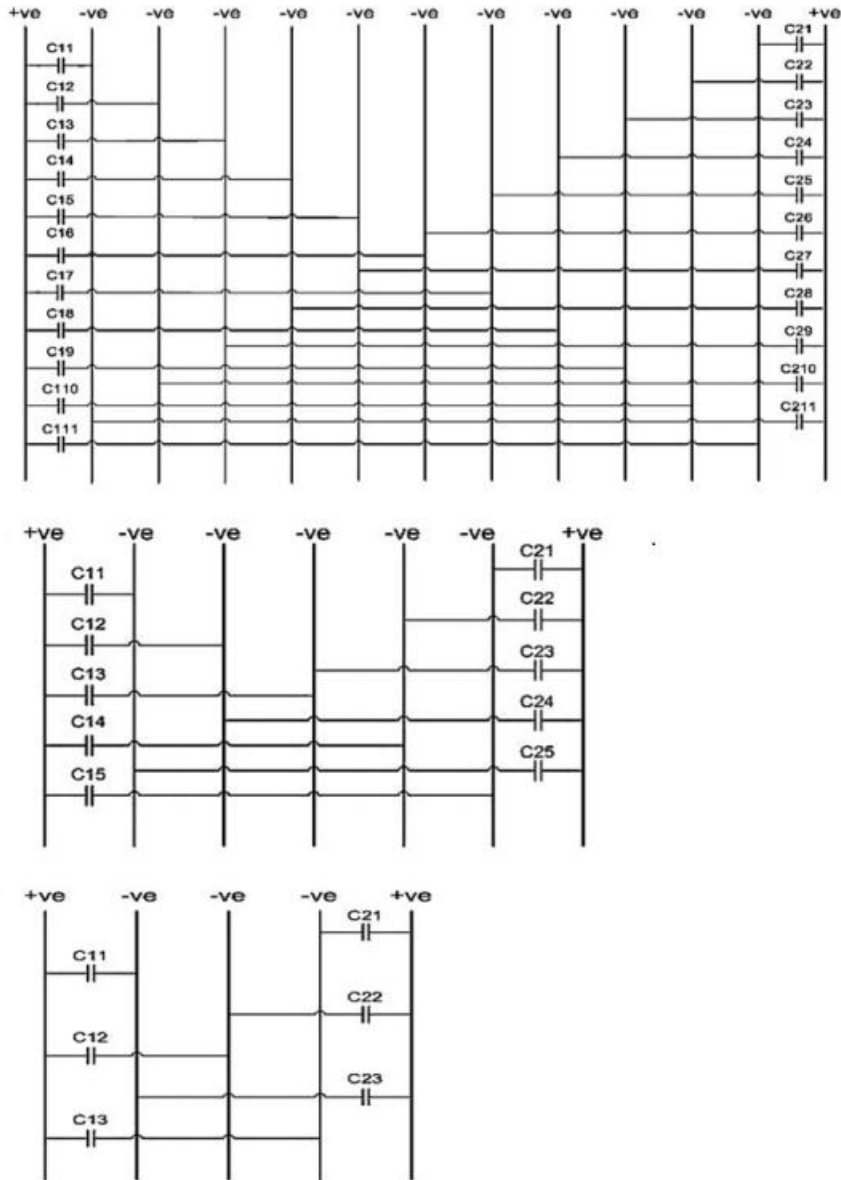 +ve -ve -ve -ve -ve -ve -ve -ve -ve -ve -ve -ve +ve
C21
C11
C22
C12
C23
C13
C24
C14
C25
C15
C26
C16
C27
C17
C28
C18
C29
C19
C210
C110
C211
C111
+ve -ve -ve -ve -ve -ve +ve
C21
C11
C22
C12
C23
C13
C24
C14
C25
C15
+ve -ve -ve -ve +ve
C21
C11
C22
C12
C23
C13